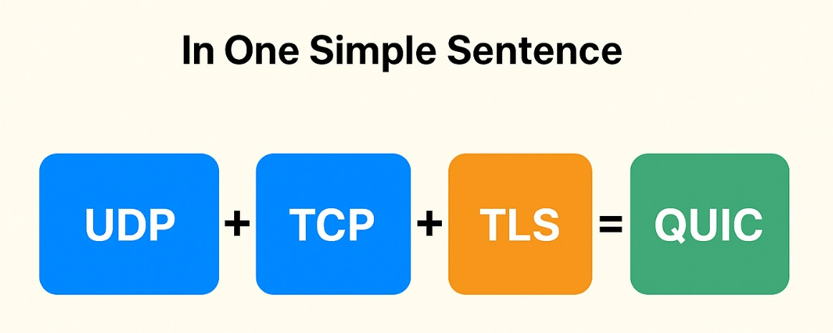 In One Simple Sentence
UDP + TCP + TLS = QUIC